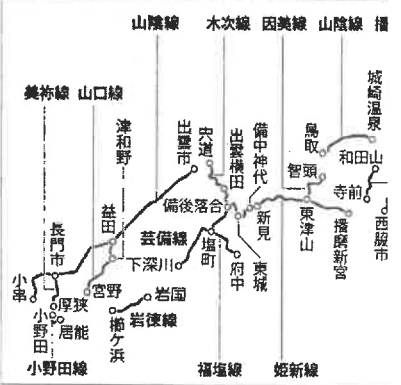 山陰線
木次線
因美線
山陰線
播
美祢線
山口線
城崎温泉
津和野
出雲市
宍道
出雲横田
備中神代
鳥取
智頭
和田山
寺前
益田
備後落合
新見
東津山
播磨新宮
西脇市
長門市
芸備線
下深川
塩町
府中
東城
小串
厚狭
小野田
居能
宮野
櫛ケ浜
岩国
岩徳線
小野田線
福塩線
姫新線